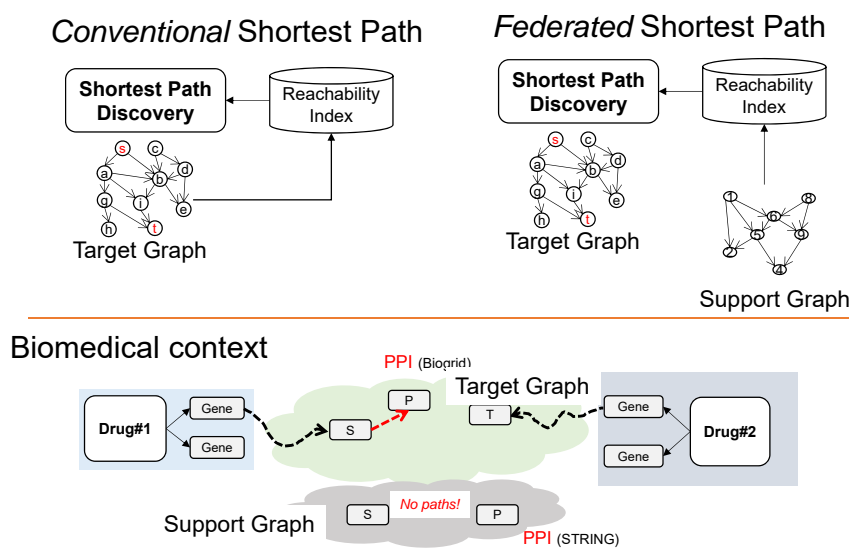 Conventional Shortest Path
Federated Shortest Path
Shortest Path
Discovery
Reachability
Index
s
c
a
b
d
g
i
e
h
t
Target Graph
Shortest Path
Discovery
Reachability
Index
s
c
a
b
d
g
i
e
h
t
Target Graph
1
8
6
5
9
2
4
Support Graph
Biomedical context
PPI (Biogrid)
Target Graph
Drug#1
Gene
Gene
S
P
T
Gene
Gene
Drug#2
Support Graph
S
No paths!
P
PPI (STRING)